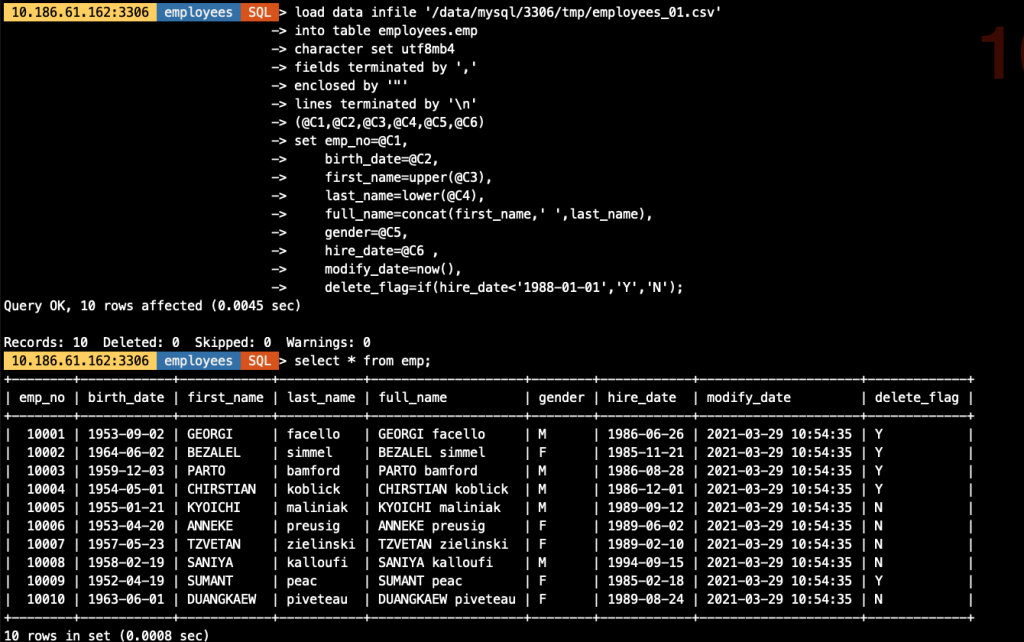 10.186.61.162:3306 employees SQL > load data infile '/data/mysql/3306/tmp/employees_01.csv'
-> into table employees.emp
-> character set utf8mb4
-> fields terminated by ','
-> enclosed by '"'
-> lines terminated by '\n'
-> (@C1,@C2,@C3,@C4,@C5,@C6)
-> set emp_no=@C1,
->     birth_date=@C2,
->     first_name=upper(@C3),
->     last_name=lower(@C4),
->     full_name=concat(first_name,' ',last_name),
->     gender=@C5,
->     hire_date=@C6 ,
->     modify_date=now(),
->     delete_flag=if(hire_date<'1988-01-01','Y','N');
Query OK, 10 rows affected (0.0045 sec)
Records: 10  Deleted: 0  Skipped: 0  Warnings: 0
10.186.61.162:3306 employees SQL > select * from emp;
+--------+------------+------------+-----------+--------------------+--------+------------+---------------------+-------------+
| emp_no | birth_date | first_name | last_name | full_name          | gender | hire_date  | modify_date         | delete_flag |
+--------+------------+------------+-----------+--------------------+--------+------------+---------------------+-------------+
|  10001 | 1953-09-02 | GEORGI     | facello   | GEORGI facello     | M      | 1986-06-26 | 2021-03-29 10:54:35 | Y           |
|  10002 | 1964-06-02 | BEZALEL    | simmel    | BEZALEL simmel     | F      | 1985-11-21 | 2021-03-29 10:54:35 | Y           |
|  10003 | 1959-12-03 | PARTO      | bamford   | PARTO bamford      | M      | 1986-08-28 | 2021-03-29 10:54:35 | Y           |
|  10004 | 1954-05-01 | CHIRSTIAN  | koblick   | CHIRSTIAN koblick  | M      | 1986-12-01 | 2021-03-29 10:54:35 | Y           |
|  10005 | 1955-01-21 | KYOICHI    | maliniak  | KYOICHI maliniak   | M      | 1989-09-12 | 2021-03-29 10:54:35 | N           |
|  10006 | 1953-04-20 | ANNEKE     | preusig   | ANNEKE preusig     | F      | 1989-06-02 | 2021-03-29 10:54:35 | N           |
|  10007 | 1957-05-23 | TZVETAN    | zielinski | TZVETAN zielinski  | F      | 1989-02-10 | 2021-03-29 10:54:35 | N           |
|  10008 | 1958-02-19 | SANIYA     | kalloufi  | SANIYA kalloufi    | M      | 1994-09-15 | 2021-03-29 10:54:35 | N           |
|  10009 | 1952-04-19 | SUMANT     | peac      | SUMANT peac        | F      | 1985-02-18 | 2021-03-29 10:54:35 | Y           |
|  10010 | 1963-06-01 | DUANGKAEW  | piveteau  | DUANGKAEW piveteau | F      | 1989-08-24 | 2021-03-29 10:54:35 | N           |
+--------+------------+------------+-----------+--------------------+--------+------------+---------------------+-------------+
10 rows in set (0.0008 sec)